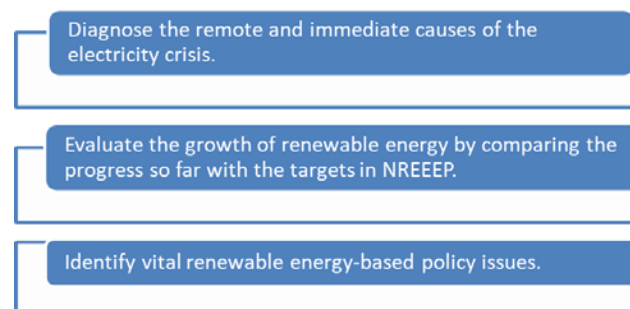 Diagnose the remote and immediate causes of the
electricity crisis.
Evaluate the growth of renewable energy by comparing the
progress so far with the targets in NREEEP.
Identify vital renewable energy-based policy issues.